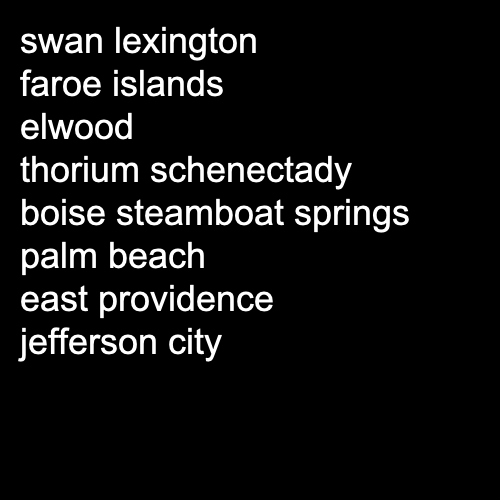 swan lexington
faroe islands
elwood
thorium schenectady
boise steamboat springs
palm beach
east providence
jefferson city